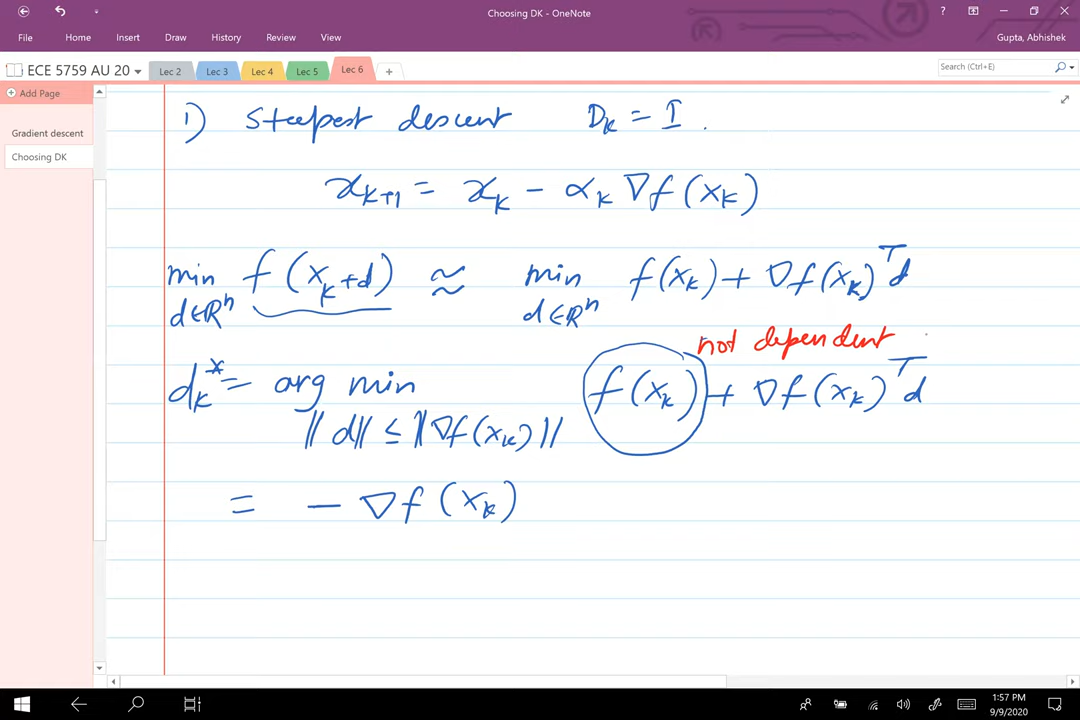 Choosing DK - OneNote
?
File Home Insert Draw History Review View
Gupta, Abhishek
ECE 5759 AU 20
Lec 2 Lec 3 Lec 4 Lec 5 Lec 6
Search (Ctrl+E)
Add Page
Gradient descent
Choosing DK
1) Steepest descent D_k = I.
x_{k+1} = x_k - α_k ∇f(x_k)
min_{d∈ℝ^n} f(x_k + d) ≈ min_{d∈ℝ^n} f(x_k) + ∇f(x_k)^T d
not dependent
d_k^* = arg min_{||d|| ≤ ||∇f(x_k)||} f(x_k) + ∇f(x_k)^T d
= - ∇f(x_k)
1:57 PM
9/9/2020